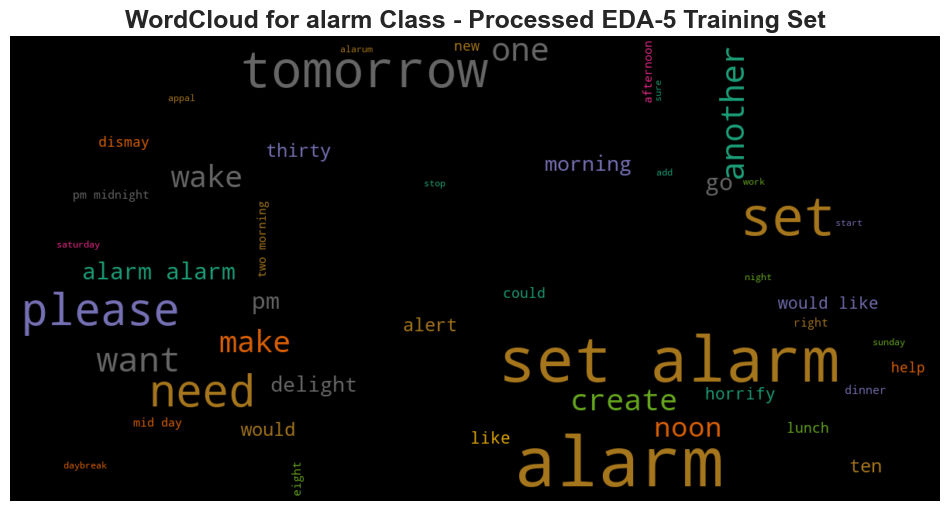 WordCloud for alarm Class - Processed EDA-5 Training Set
alarum
new
one
tomorrow
afternoon
sure
another
appal
dismay
thirty
morning
wake
add
stop
go
work
pm midnight
set
start
two morning
saturday
alarm alarm
night
could
please
pm
would like
alert
right
make
want
set alarm
sunday
help
need
delight
create
horrify
dinner
mid day
would
like
noon
lunch
alarm
daybreak
eight
ten